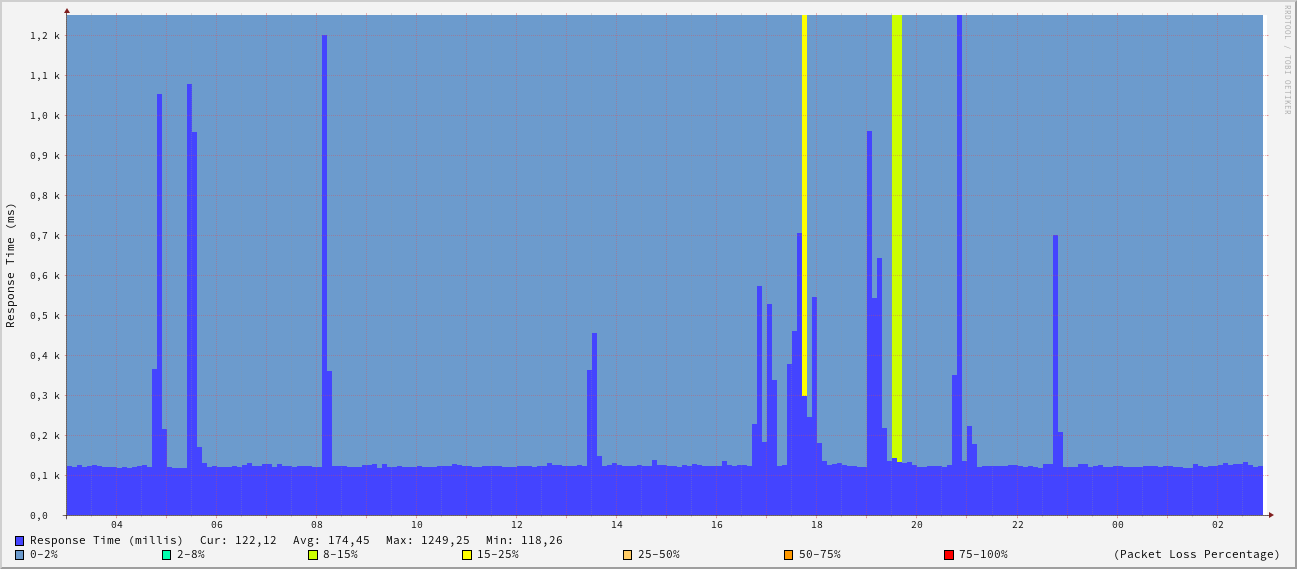 RRDTOOL / TOBI OETIKER
Response Time (ms)
1,2 k
1,1 k
1,0 k
0,9 k
0,8 k
0,7 k
0,6 k
0,5 k
0,4 k
0,3 k
0,2 k
0,1 k
0,0
04 06 08 10 12 14 16 18 20 22 00 02
Response Time (millis) Cur: 122,12 Avg: 174,45 Max: 1249,25 Min: 118,26
0-2% 2-8% 8-15% 15-25% 25-50% 50-75% 75-100% (Packet Loss Percentage)